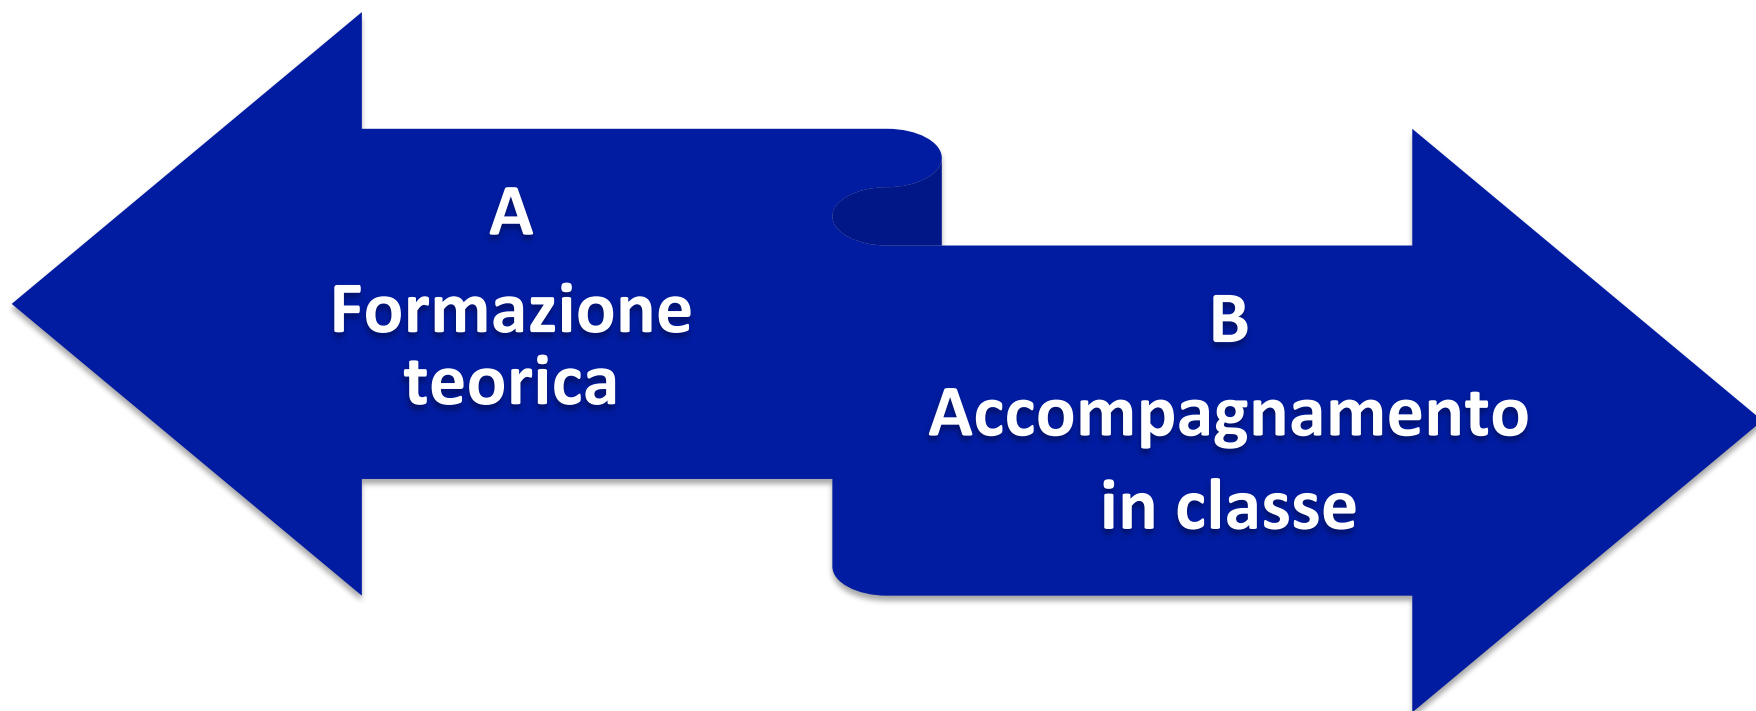 A
Formazione
teorica
B
Accompagnamento
in classe